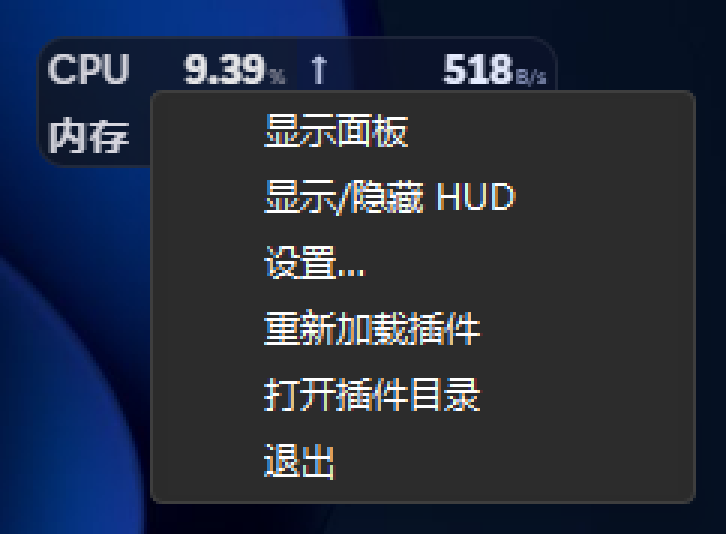 CPU 9.39% ↑ 518B/s
内存
显示面板
显示/隐藏 HUD
设置...
重新加载插件
打开插件目录
退出